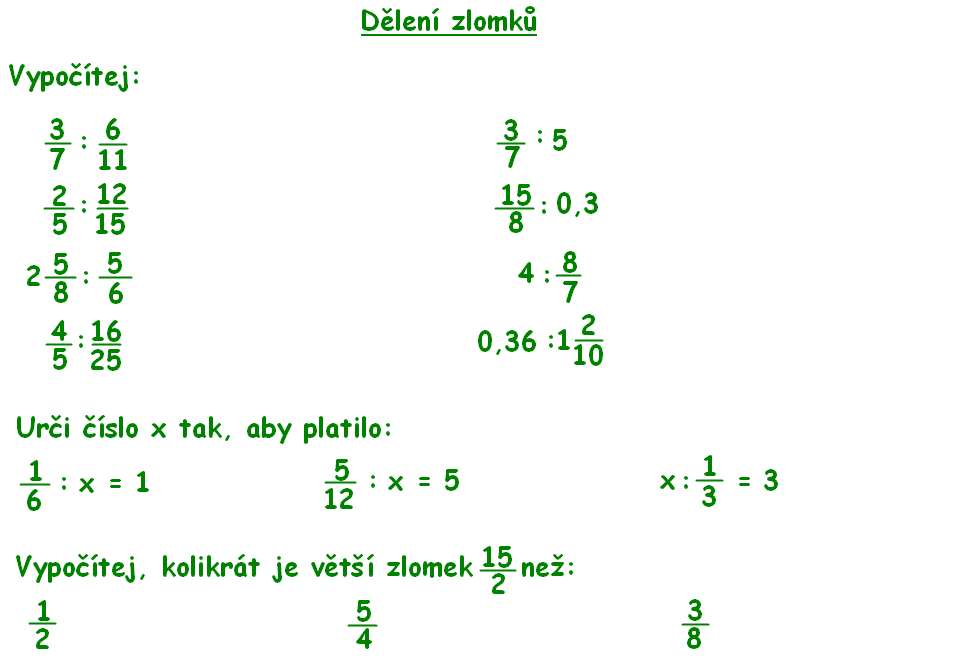 Dělení zlomků
Vypočítej:
3/7 : 6/11    3/7 : 5
2/5 : 12/15    15/8 : 0,3
2 5/8 : 5/6    4 : 8/7
4/5 : 16/25    0,36 : 1 2/10
Urči číslo x tak, aby platilo:
1/6 : x = 1    5/12 : x = 5    x : 1/3 = 3
Vypočítej, kolikrát je větší zlomek 15/2 než:
1/2    5/4    3/8